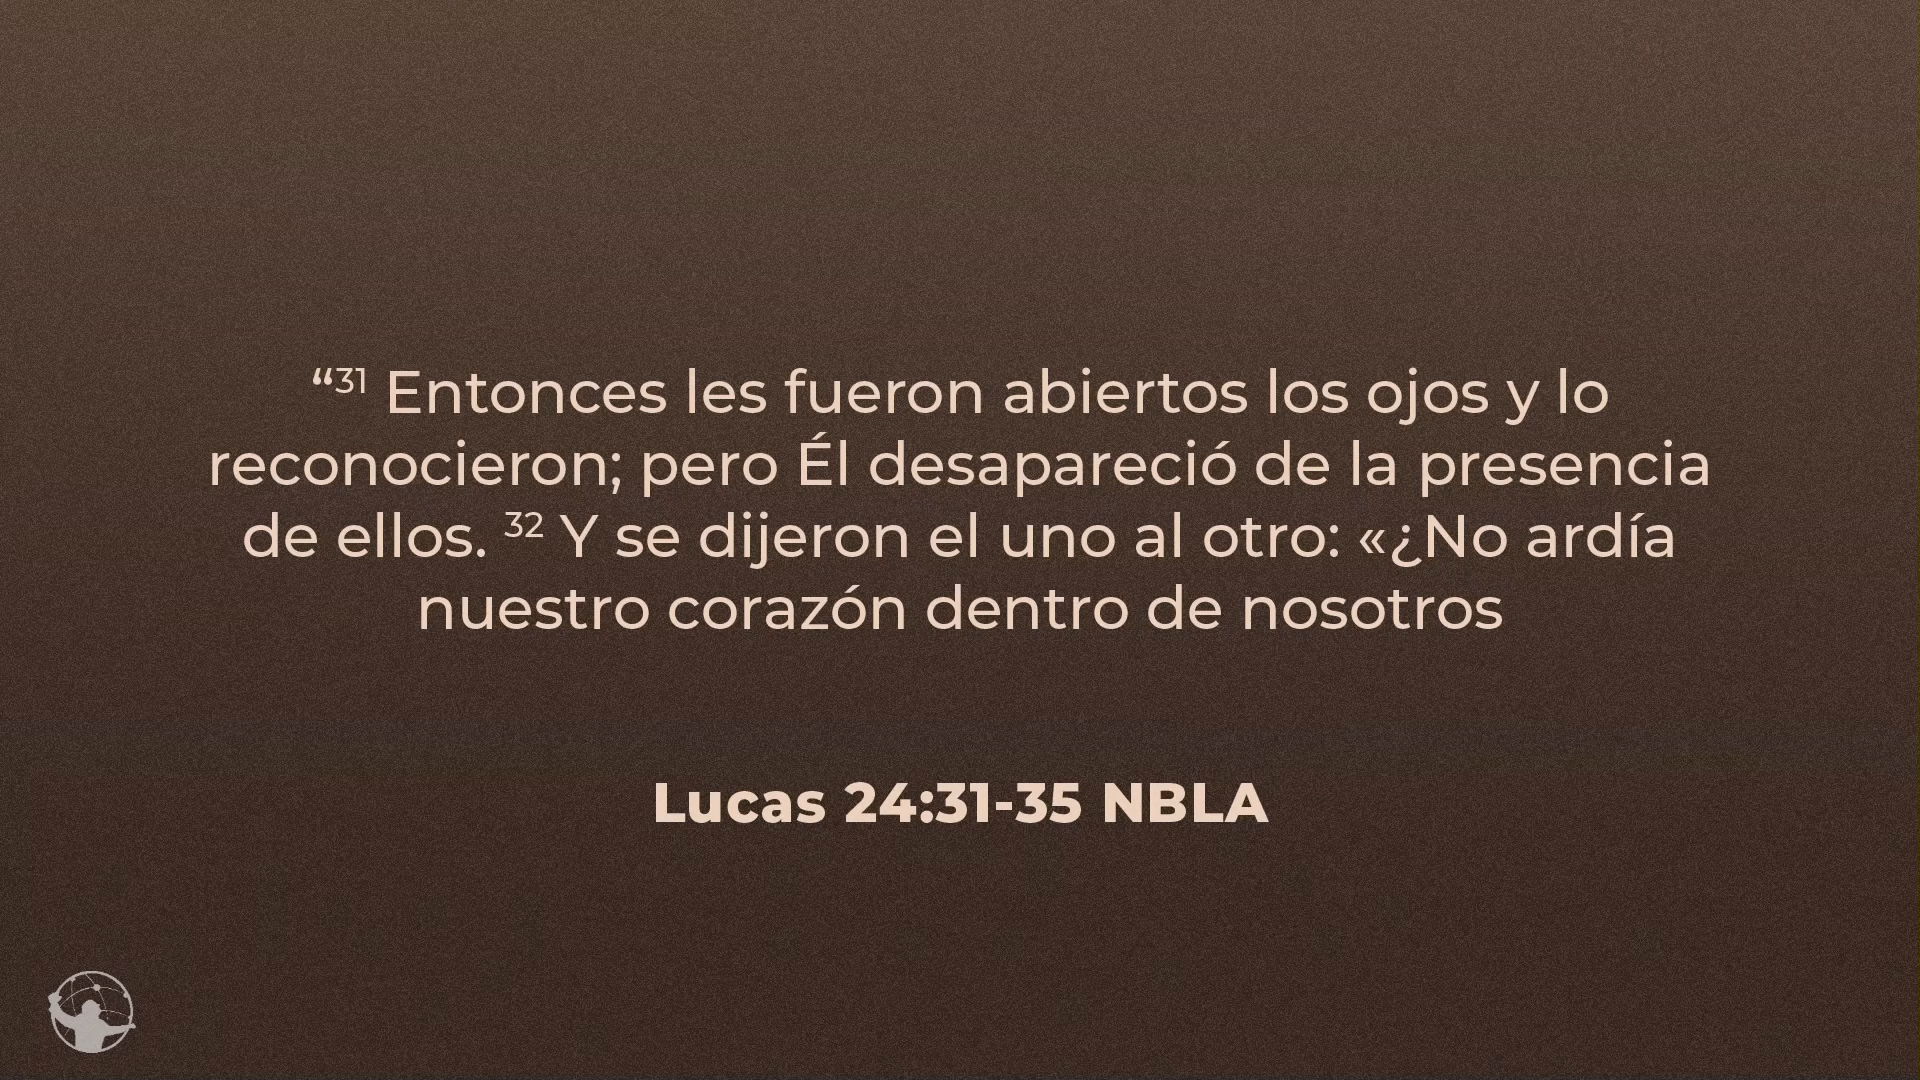 “³¹ Entonces les fueron abiertos los ojos y lo
reconocieron; pero Él desapareció de la presencia
de ellos. ³² Y se dijeron el uno al otro: «¿No ardía
nuestro corazón dentro de nosotros
Lucas 24:31-35 NBLA